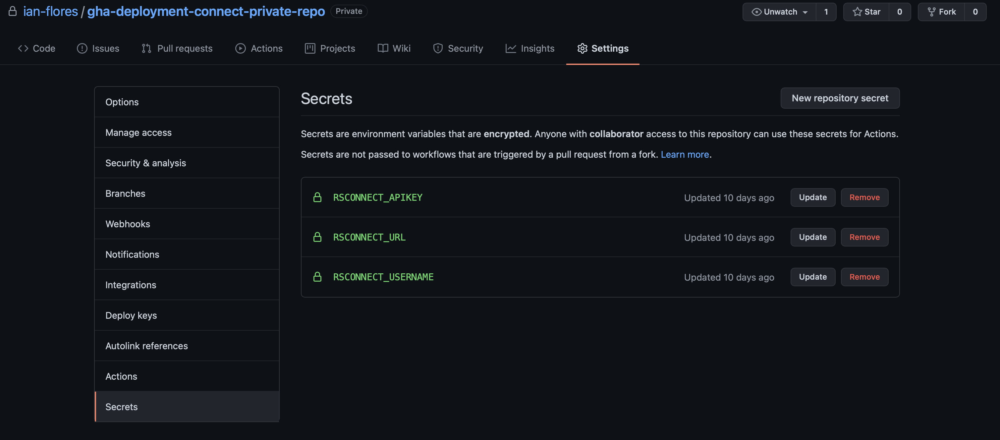 ian-flores / gha-deployment-connect-private-repo Private Unwatch 1 Star 0 Fork 0
Code Issues Pull requests Actions Projects Wiki Security Insights Settings
Options
Manage access
Security & analysis
Branches
Webhooks
Notifications
Integrations
Deploy keys
Autolink references
Actions
Secrets
Secrets New repository secret
Secrets are environment variables that are encrypted. Anyone with collaborator access to this repository can use these secrets for Actions.
Secrets are not passed to workflows that are triggered by a pull request from a fork. Learn more.
RSCONNECT_APIKEY Updated 10 days ago Update Remove
RSCONNECT_URL Updated 10 days ago Update Remove
RSCONNECT_USERNAME Updated 10 days ago Update Remove